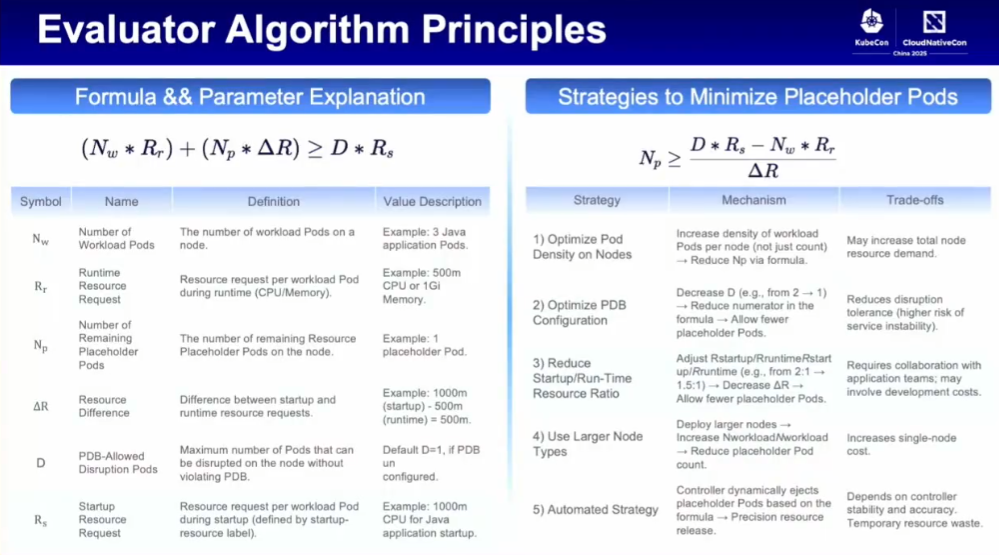 Evaluator Algorithm Principles
KubeCon
CloudNativeCon
China 2025
Formula && Parameter Explanation
(N_w * R_r) + (N_p * ΔR) ≥ D * R_s
Symbol Name Definition Value Description
N_w
Number of
Workload Pods
The number of workload Pods on a
node.
Example: 3 Java
application Pods.
R_r
Runtime
Resource
Request
Resource request per workload Pod
during runtime (CPU/Memory).
Example: 500m
CPU or 1Gi
Memory.
N_p
Number of
Remaining
Placeholder
Pods
The number of remaining Resource
Placeholder Pods on the node.
Example: 1
placeholder Pod.
ΔR
Resource
Difference
Difference between startup and
runtime resource requests.
Example: 1000m
(startup) - 500m
(runtime) = 500m.
D
PDB-Allowed
Disruption Pods
Maximum number of Pods that can
be disrupted on the node without
violating PDB.
Default D=1, if PDB
un
configured.
R_s
Startup
Resource
Request
Resource request per workload Pod
during startup (defined by startup-
resource label).
Example: 1000m
CPU for Java
application startup.
Strategies to Minimize Placeholder Pods
N_p ≥ (D * R_s − N_w * R_r) / ΔR
Strategy Mechanism Trade-offs
1) Optimize Pod
Density on Nodes
Increase density of workload
Pods per node (not just count)
→ Reduce Np via formula.
May increase total node
resource demand.
2) Optimize PDB
Configuration
Decrease D (e.g., from 2 → 1)
→ Reduce numerator in the
formula → Allow fewer
placeholder Pods.
Reduces disruption
tolerance (higher risk of
service instability).
3) Reduce
Startup/Run-Time
Resource Ratio
Adjust Rstartup/RruntimeRstart
up/Rruntime (e.g., from 2:1 →
1.5:1) → Decrease ΔR →
Allow fewer placeholder Pods.
Requires collaboration with
application teams; may
involve development costs.
4) Use Larger Node
Types
Deploy larger nodes →
Increase NworkloadNworkload
→ Reduce placeholder Pod
count.
Increases single-node
cost.
5) Automated Strategy
Controller dynamically ejects
placeholder Pods based on the
formula → Precision resource
release.
Depends on controller
stability and accuracy.
Temporary resource waste.